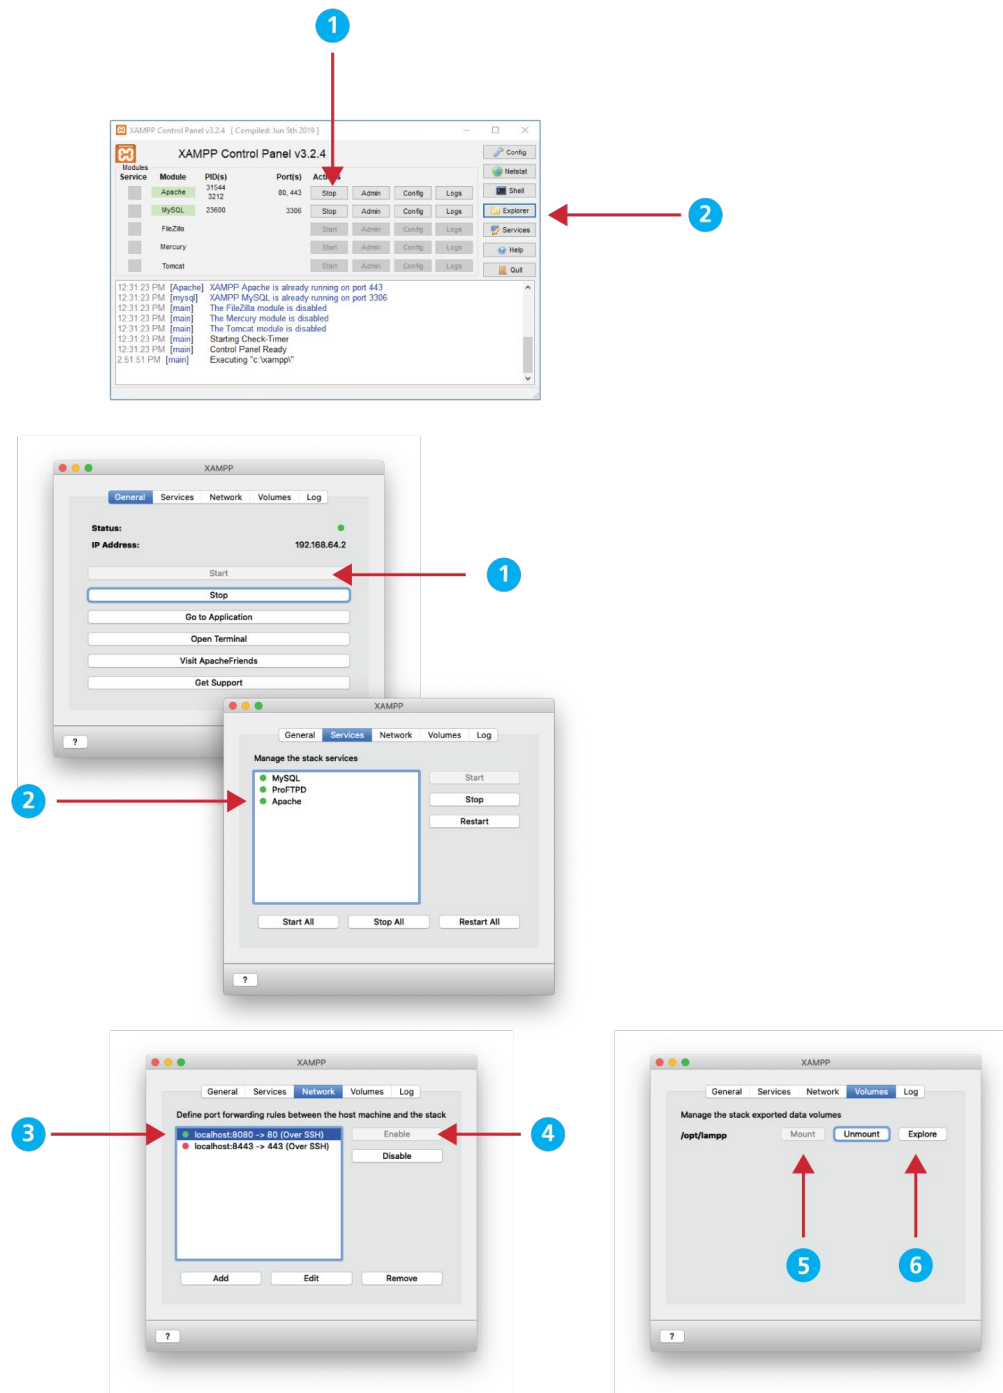 1
XAMPP Control Panel v3.2.4 [ Compiled: Jun 5th 2019 ]
XAMPP Control Panel v3.2.4
Config
Modules
Service Module PID(s) Port(s) Actions
Netstat
Apache 31544 3212 80, 443 Stop Admin Config Logs
Shell
MySQL 23600 3306 Stop Admin Config Logs
Explorer
2
FileZilla Start Admin Config Logs
Services
Mercury Start Admin Config Logs
Help
Tomcat Start Admin Config Logs
Quit
12:31:23 PM [Apache] XAMPP Apache is already running on port 443
12:31:23 PM [mysql] XAMPP MySQL is already running on port 3306
12:31:23 PM [main] The FileZilla module is disabled
12:31:23 PM [main] The Mercury module is disabled
12:31:23 PM [main] The Tomcat module is disabled
12:31:23 PM [main] Starting Check-Timer
12:31:23 PM [main] Control Panel Ready
2:51:51 PM [main] Executing "c:\xampp\"
XAMPP
General Services Network Volumes Log
Status:
IP Address: 192.168.64.2
Start
1
Stop
Go to Application
Open Terminal
Visit ApacheFriends
Get Support
?
XAMPP
General Services Network Volumes Log
Manage the stack services
MySQL
ProFTPD
Apache
2
Start
Stop
Restart
Start All Stop All Restart All
?
XAMPP
General Services Network Volumes Log
Define port forwarding rules between the host machine and the stack
3
localhost:8080 -> 80 (Over SSH)
localhost:8443 -> 443 (Over SSH)
Enable
4
Disable
Add Edit Remove
?
XAMPP
General Services Network Volumes Log
Manage the stack exported data volumes
/opt/lampp Mount Unmount Explore
5
6
?